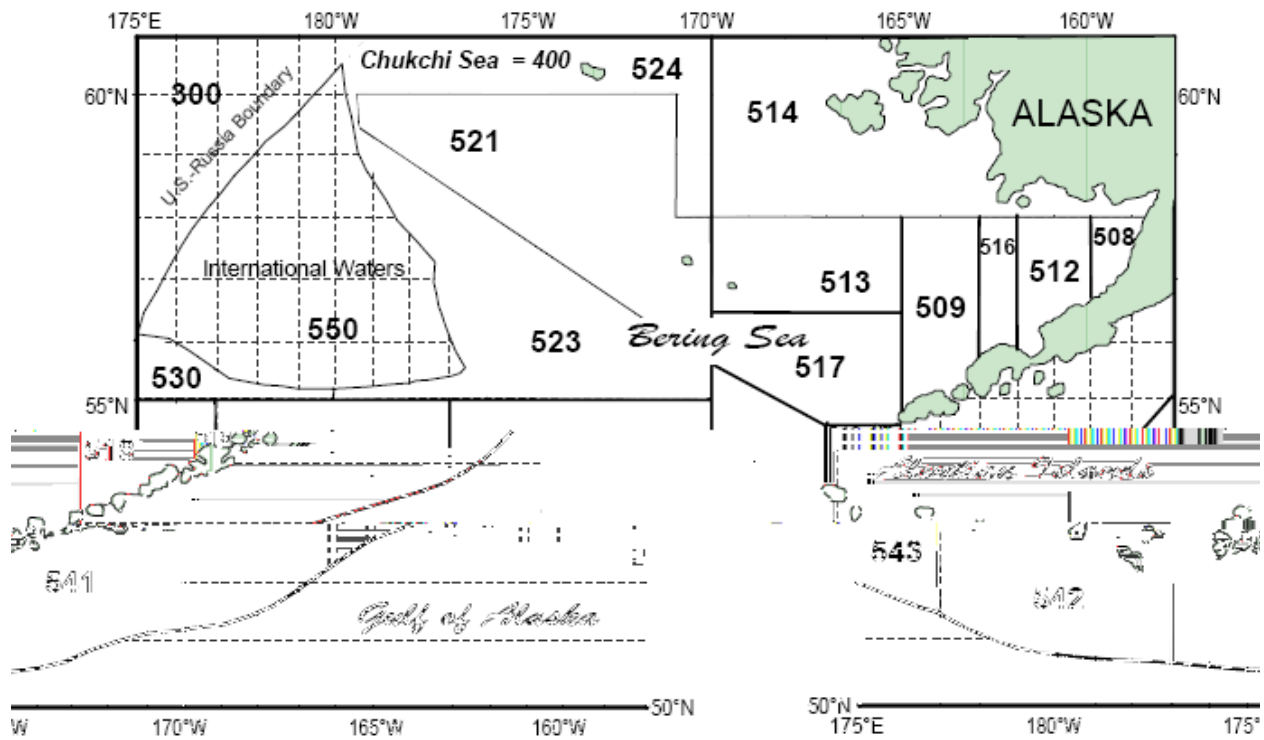 175°E 180°W 175°W 170°W 165°W 160°W
Chukchi Sea = 400
524
60°N 300 60°N
514 ALASKA
521
U.S.-Russia Boundary
516 508
International Waters
513 512
509
550 523 Bering Sea
517
530
55°N 55°N
Aleutian Islands
543
541 542
Gulf of Alaska
50°N 50°N
W 170°W 165°W 160°W 175°E 180°W 175°